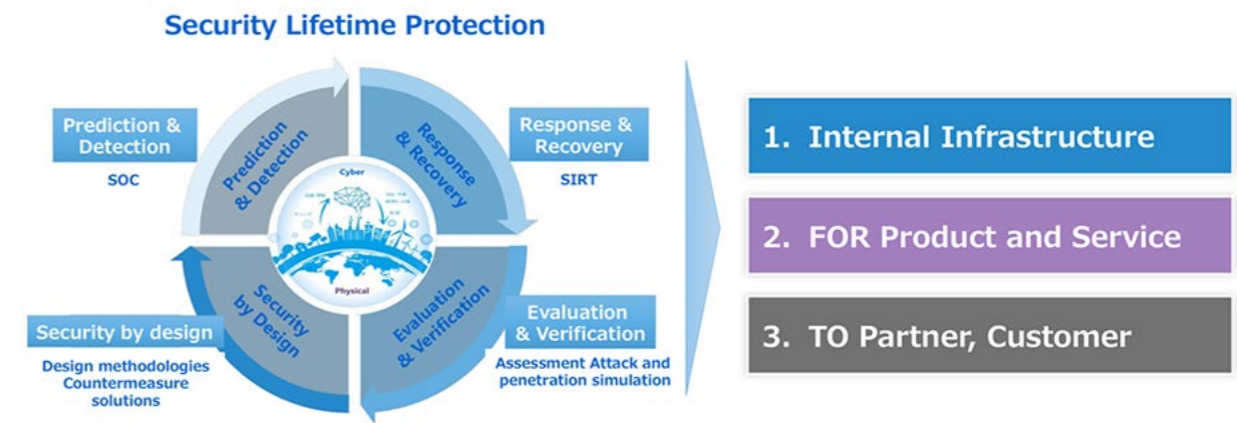 Security Lifetime Protection
Prediction &
Detection
SOC
Response &
Recovery
SIRT
Prediction
& Detection
Response
& Recovery
Cyber
Physical
Security
by Design
Evaluation
& Verification
Security by design
Design methodologies
Countermeasure
solutions
Evaluation
& Verification
Assessment Attack and
penetration simulation
1. Internal Infrastructure
2. FOR Product and Service
3. TO Partner, Customer